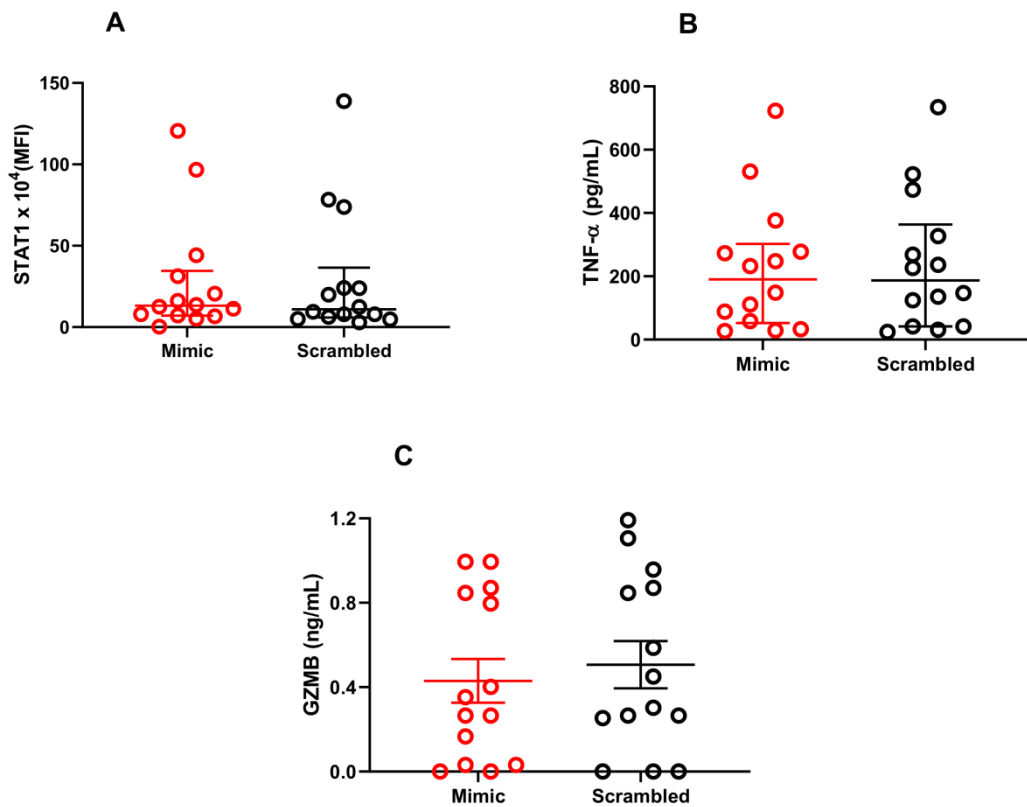 A
STAT1 x 10⁴(MFI)
150
100
50
0
Mimic
Scrambled
B
TNF-α (pg/mL)
800
600
400
200
0
Mimic
Scrambled
C
GZMB (ng/mL)
1.2
0.8
0.4
0.0
Mimic
Scrambled